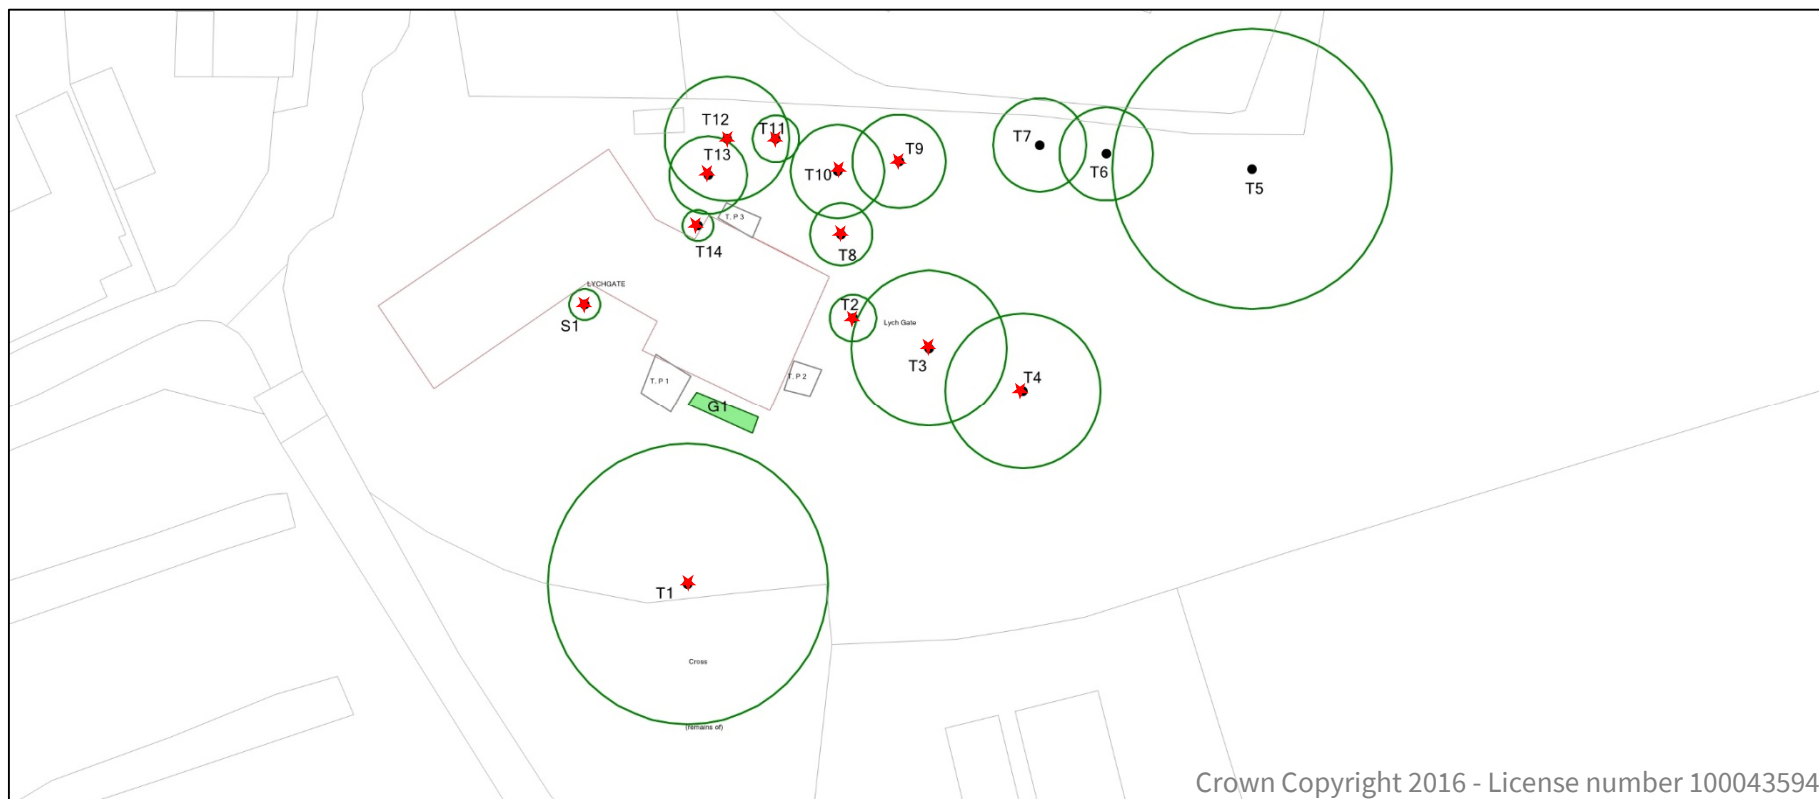 T12
T11
T13
T10
T9
T7
T6
T5
T. P 3
T14
T8
LYCHGATE
S1
T2
Lych Gate
T3
T4
T. P 1
T. P 2
G1
T1
Cross
(remains of)
Crown Copyright 2016 - License number 100043594